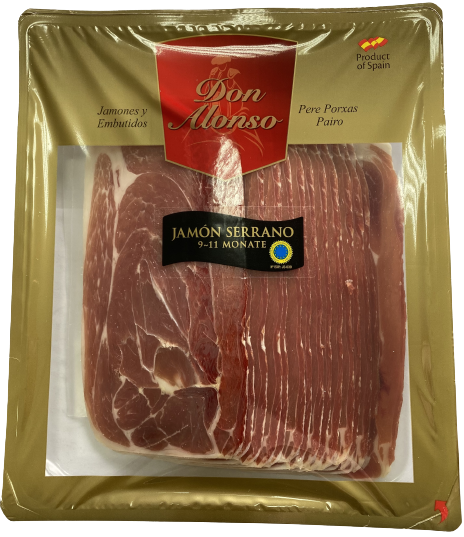 Product
of Spain
Don
Alonso
Jamones y
Embutidos
Pere Porxas
Pairo
JAMÓN SERRANO
9-11 MONATE